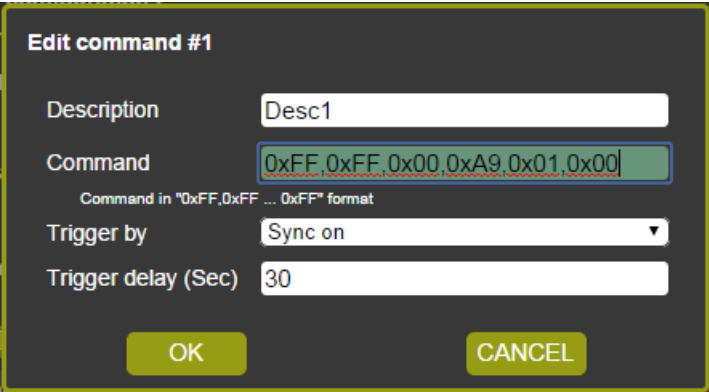 Edit command #1
Description Desc1
Command 0xFF,0xFF,0x00,0xA9,0x01,0x00
Command in "0xFF,0xFF ... 0xFF" format
Trigger by Sync on
Trigger delay (Sec) 30
OK CANCEL